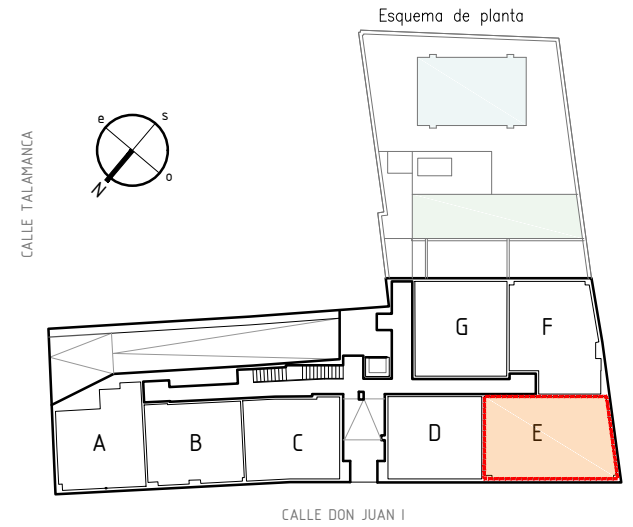 Esquema de planta
e
s
N
o
CALLE TALAMANCA
G
F
A
B
C
D
E
CALLE DON JUAN I